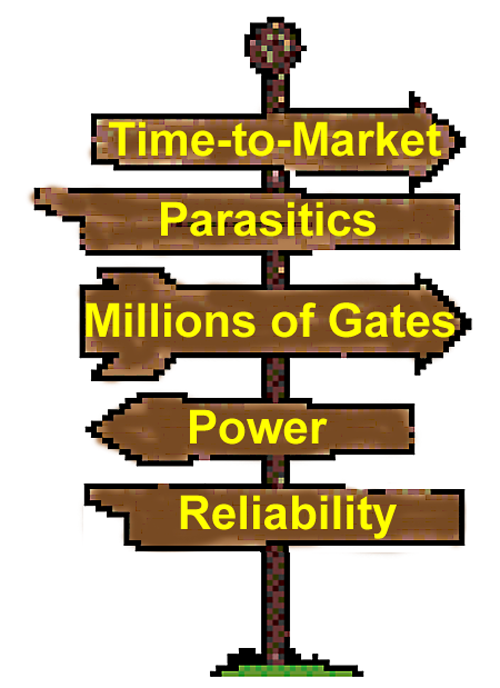 Time-to-Market
Parasitics
Millions of Gates
Power
Reliability